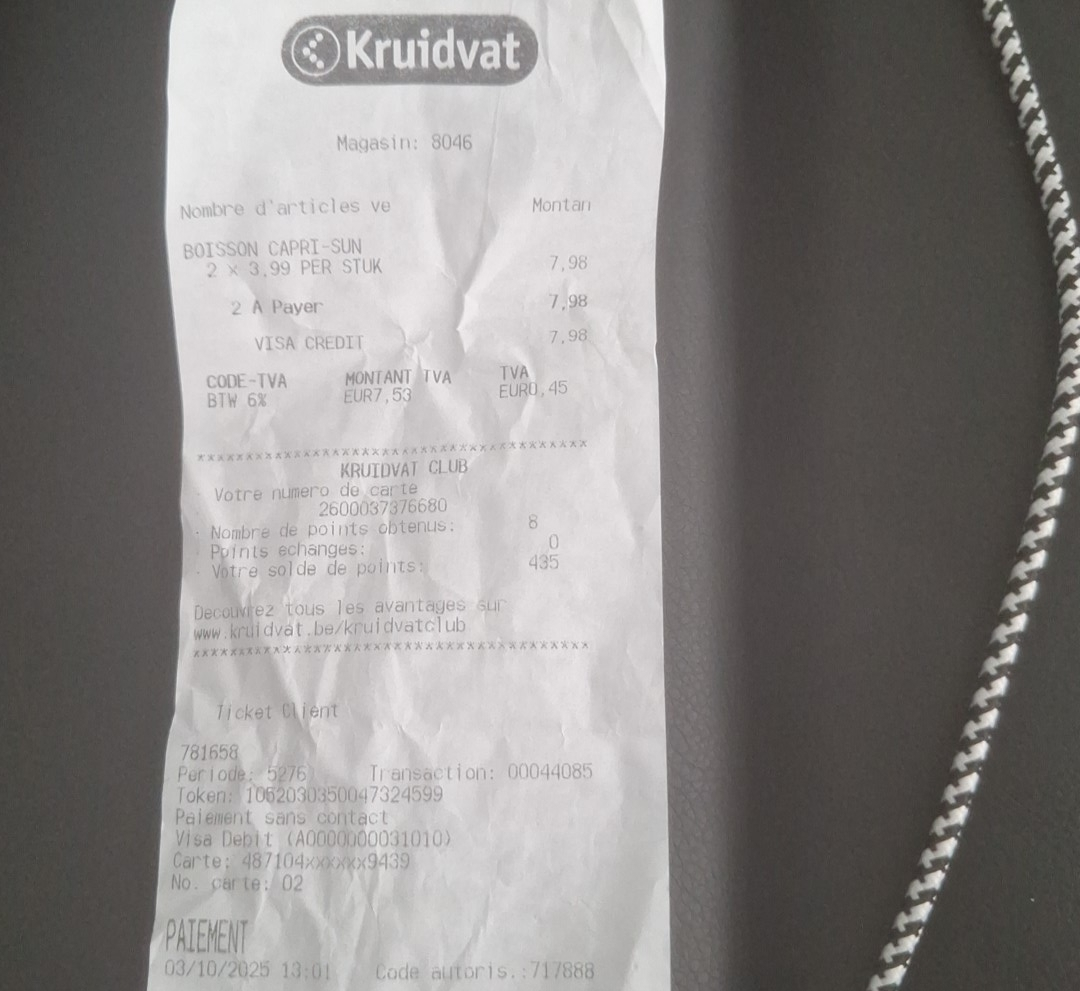 Kruidvat
Magasin: 8046
Nombre d'articles ve Montan
BOISSON CAPRI-SUN
2 x 3,99 PER STUK 7,98
2 A Payer 7,98
VISA CREDIT 7,98
CODE-TVA MONTANT TVA TVA
BTW 6% EUR7,53 EUR0,45
KRUIDVAT CLUB
- Votre numero de carte
2600037376680
- Nombre de points obtenus: 8
- Points echanges: 0
- Votre solde de points: 435
Decouvrez tous les avantages sur
www.kruidvat.be/kruidvatclub
Ticket Client
781658
Periode: 5276 Transaction: 00044085
Token: 1052030350047324599
Paiement sans contact
Visa Debit (A0000000031010)
Carte: 487104xxxxxx9439
No. carte: 02
PAIEMENT
03/10/2025 13:01 Code autoris.:717888